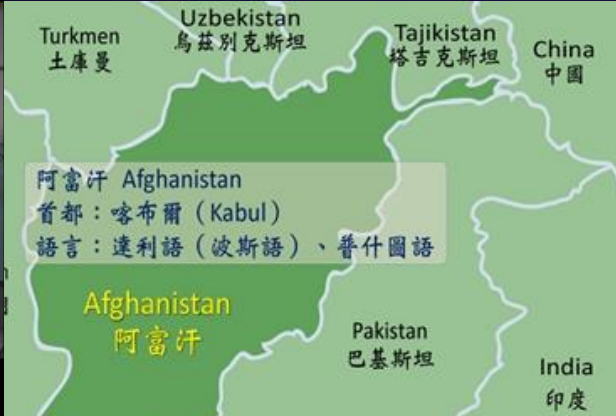 Turkmen
土庫曼
Uzbekistan
烏茲別克斯坦
Tajikistan
塔吉克斯坦
China
中國
阿富汗 Afghanistan
首都：喀布爾（Kabul）
語言：達利語（波斯語）、普什圖語
Afghanistan
阿富汗
Pakistan
巴基斯坦
India
印度